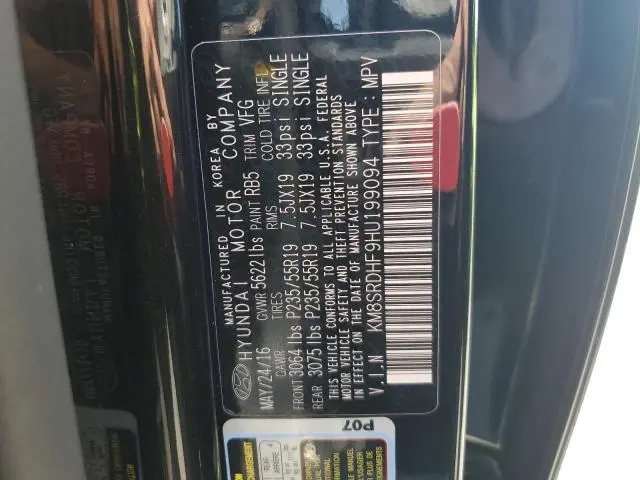 MANUFACTURED IN KOREA BY
HYUNDAI MOTOR COMPANY
MAY/24/16 GVWR 5622 lbs PAINT RB5 TRIM VFG
GAWR TIRES RIMS COLD TIRE INFL
FRONT 3064 lbs P235/55R19 7.5JX19 33psi SINGLE
REAR 3075 lbs P235/55R19 7.5JX19 33psi SINGLE
THIS VEHICLE CONFORMS TO ALL APPLICABLE U.S.A. FEDERAL
MOTOR VEHICLE SAFETY, THEFT PREVENTION STANDARDS
IN EFFECT ON THE DATE OF MANUFACTURE SHOWN ABOVE
V.I.N KM8SRDHF9HU199094 TYPE : MPV
P07
REAR
ARRIÈRE
MANUAL